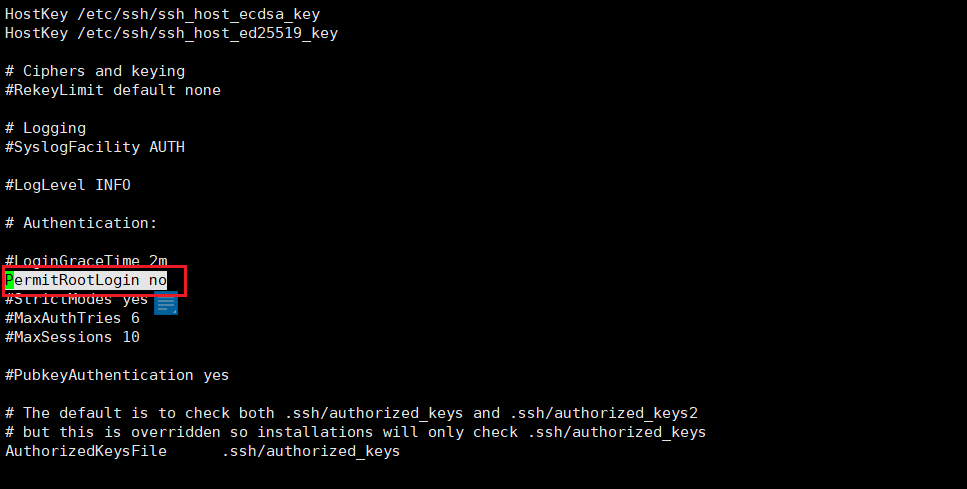 HostKey /etc/ssh/ssh_host_ecdsa_key
HostKey /etc/ssh/ssh_host_ed25519_key
# Ciphers and keying
#RekeyLimit default none
# Logging
#SyslogFacility AUTH
#LogLevel INFO
# Authentication:
#LoginGraceTime 2m
PermitRootLogin no
#StrictModes yes
#MaxAuthTries 6
#MaxSessions 10
#PubkeyAuthentication yes
# The default is to check both .ssh/authorized_keys and .ssh/authorized_keys2
# but this is overridden so installations will only check .ssh/authorized_keys
AuthorizedKeysFile      .ssh/authorized_keys